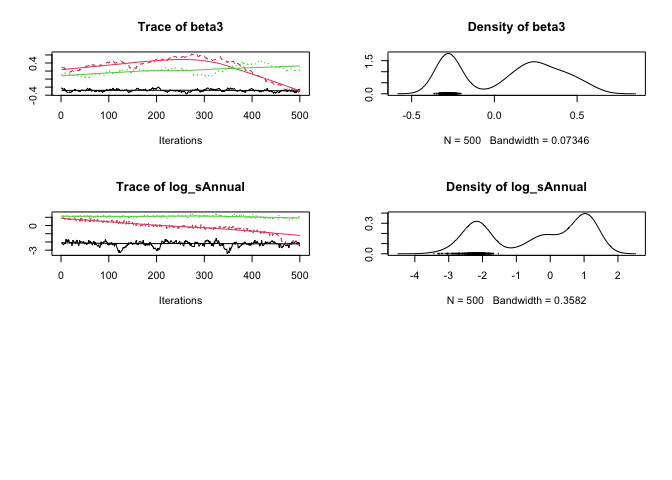 Trace of beta3
0.4
-0.4
0 100 200 300 400 500
Iterations
Density of beta3
1.5
0.0
-0.5 0.0 0.5
N = 500 Bandwidth = 0.07346
Trace of log_sAnnual
0
-3
0 100 200 300 400 500
Iterations
Density of log_sAnnual
0.3
0.0
-4 -3 -2 -1 0 1 2
N = 500 Bandwidth = 0.3582